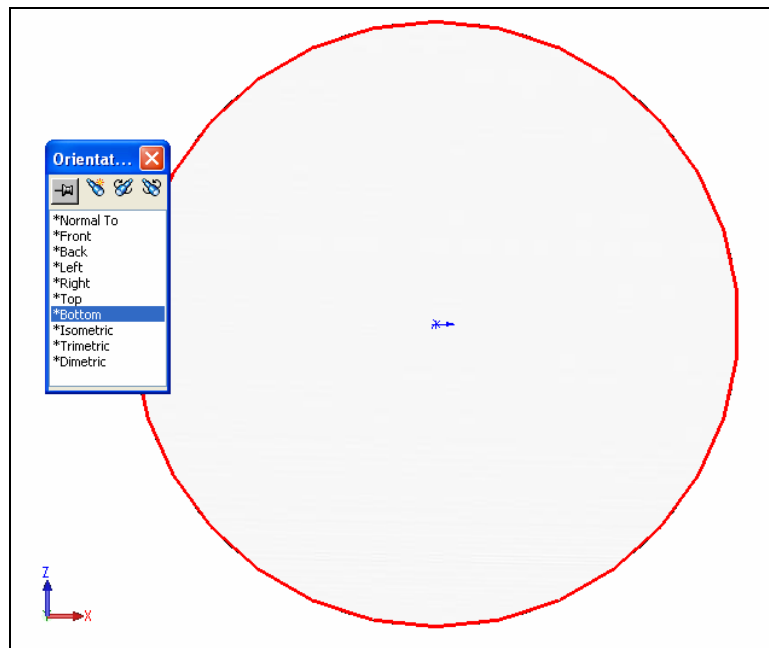 Orientat...
*Normal To
*Front
*Back
*Left
*Right
*Top
*Bottom
*Isometric
*Trimetric
*Dimetric
Z
X